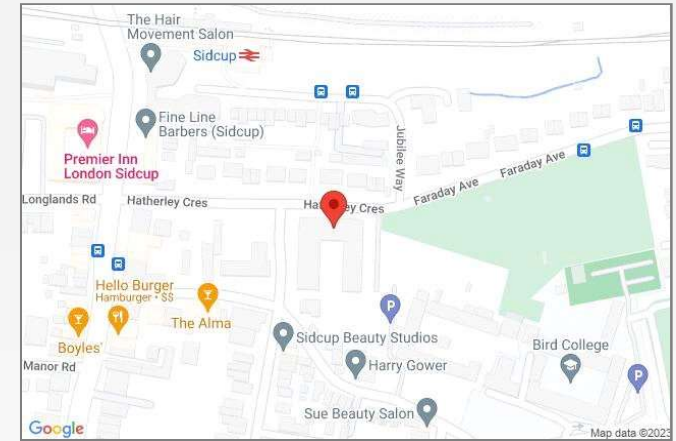 The Hair
Movement Salon
Sidcup
Fine Line
Barbers (Sidcup)
Premier Inn
London Sidcup
Jubilee Way
Faraday Ave
Faraday Ave
Longlands Rd
Hatherley Cres
Hatherley Cres
Hello Burger
Hamburger • $$
The Alma
Boyles'
Manor Rd
P
Sidcup Beauty Studios
Harry Gower
Bird College
P
Sue Beauty Salon
Google
Map data ©2023